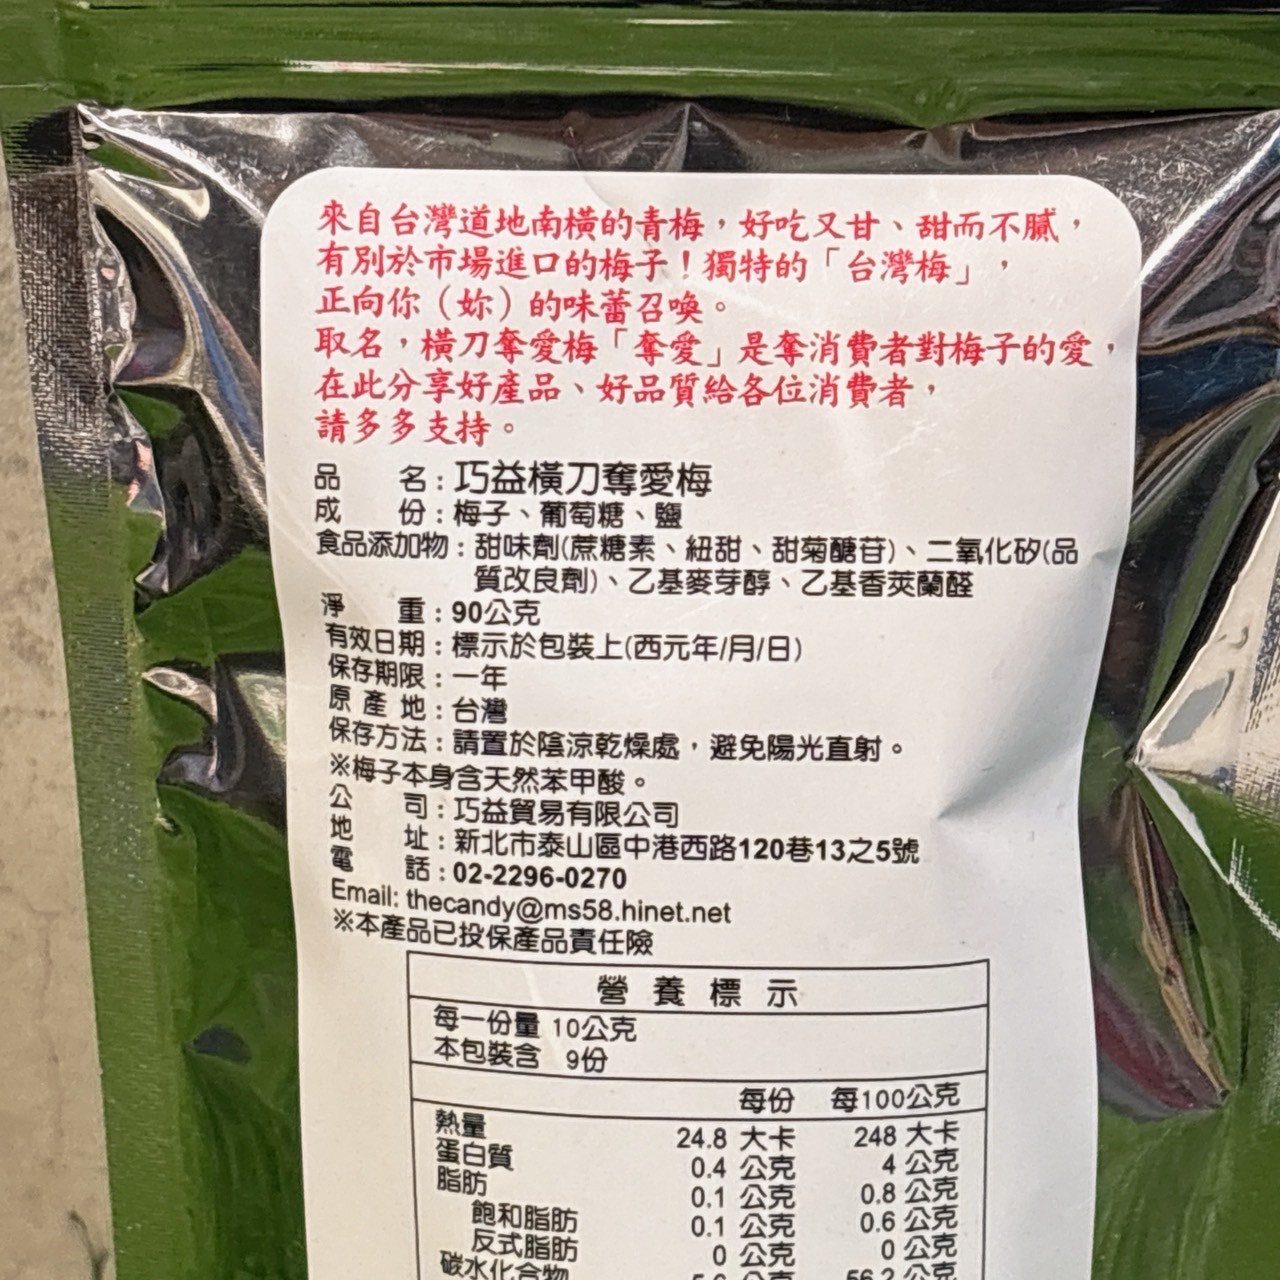 來自台灣道地南橫的青梅，好吃又甘、甜而不膩，
有別於市場進口的梅子！獨特的「台灣梅」，
正向你（妳）的味蕾召喚。
取名，橫刀奪愛梅「奪愛」是奪消費者對梅子的愛，
在此分享好產品、好品質給各位消費者，
請多多支持。
品名：巧益橫刀奪愛梅
成份：梅子、葡萄糖、鹽
食品添加物：甜味劑(蔗糖素、紐甜、甜菊醣苷)、二氧化矽(品
質改良劑)、乙基麥芽醇、乙基香莢蘭醛
淨重：90公克
有效日期：標示於包裝上(西元年/月/日)
保存期限：一年
原產地：台灣
保存方法：請置於陰涼乾燥處，避免陽光直射。
※梅子本身含天然苯甲酸。
公司：巧益貿易有限公司
地址：新北市泰山區中港西路120巷13之5號
電話：02-2296-0270
Email: thecandy@ms58.hinet.net
※本產品已投保產品責任險
營養標示
每一份量 10公克
本包裝含 9份
每份 每100公克
熱量 24.8 大卡 248 大卡
蛋白質 0.4 公克 4 公克
脂肪 0.1 公克 0.8 公克
飽和脂肪 0.1 公克 0.6 公克
反式脂肪 0 公克 0 公克
碳水化合物 5.6 公克 56.2 公克